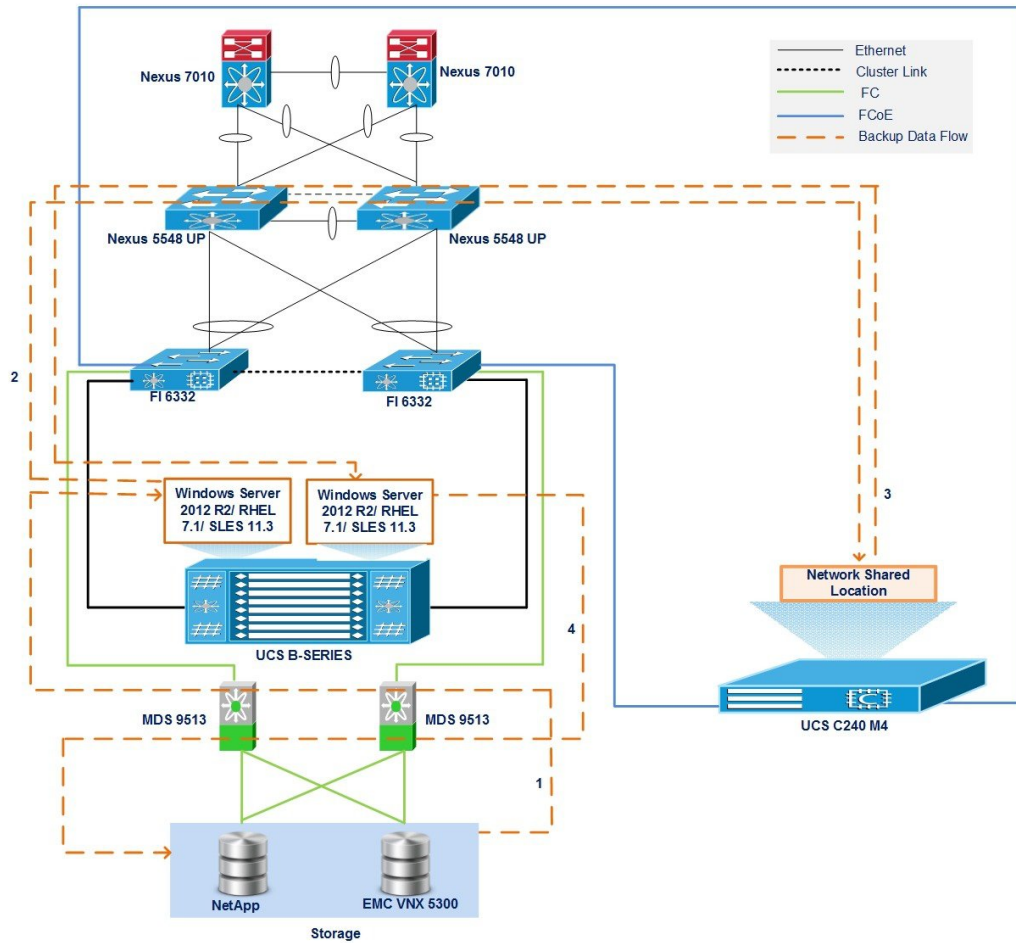 Nexus 7010
Nexus 7010
Ethernet
Cluster Link
FC
FCoE
Backup Data Flow
Nexus 5548 UP
Nexus 5548 UP
2
FI 6332
FI 6332
Windows Server
2012 R2/ RHEL
7.1/ SLES 11.3
Windows Server
2012 R2/ RHEL
7.1/ SLES 11.3
3
Network Shared
Location
4
UCS B-SERIES
MDS 9513
MDS 9513
UCS C240 M4
1
NetApp
EMC VNX 5300
Storage